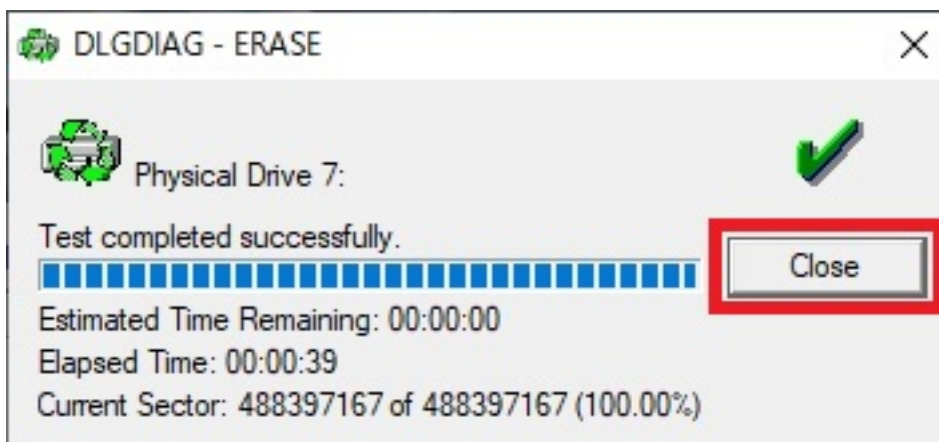 DLGDIAG - ERASE
Physical Drive 7:
Test completed successfully.
Close
Estimated Time Remaining: 00:00:00
Elapsed Time: 00:00:39
Current Sector: 488397167 of 488397167 (100.00%)